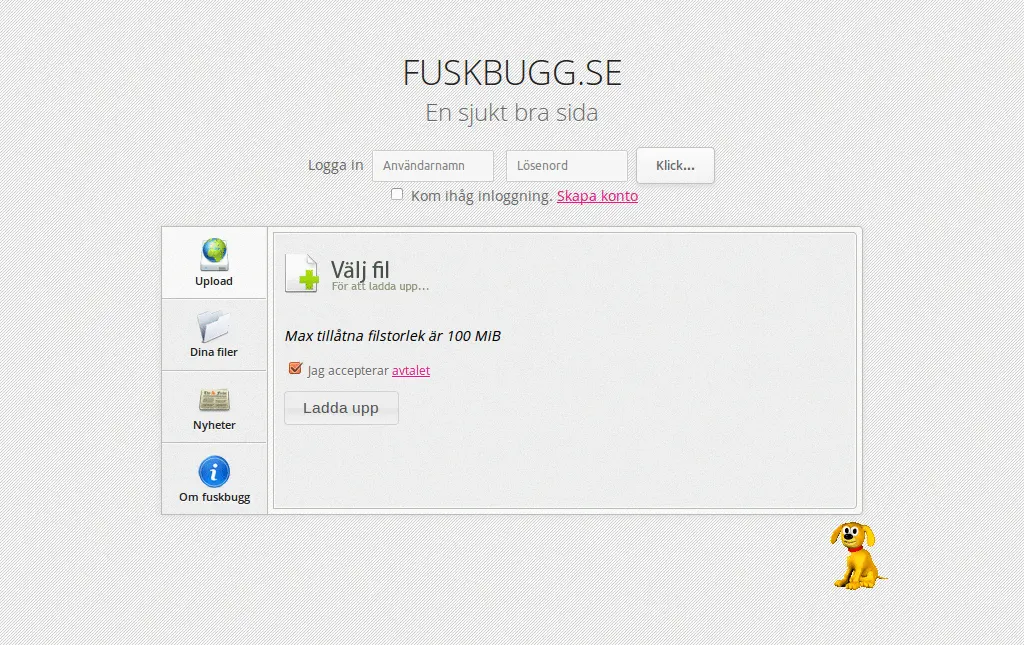 FUSKBUGG.SE
En sjukt bra sida
Logga in Användarnamn Lösenord Klick...
Kom ihåg inloggning. Skapa konto
Upload
Dina filer
Nyheter
Om fuskbugg
Välj fil
För att ladda upp...
Max tillåtna filstorlek är 100 MIB
Jag accepterar avtalet
Ladda upp